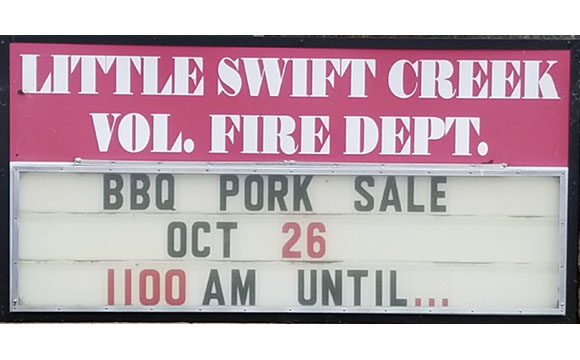 LITTLE SWIFT CREEK
VOL. FIRE DEPT.
BBQ PORK SALE
OCT 26
1100 AM UNTIL...